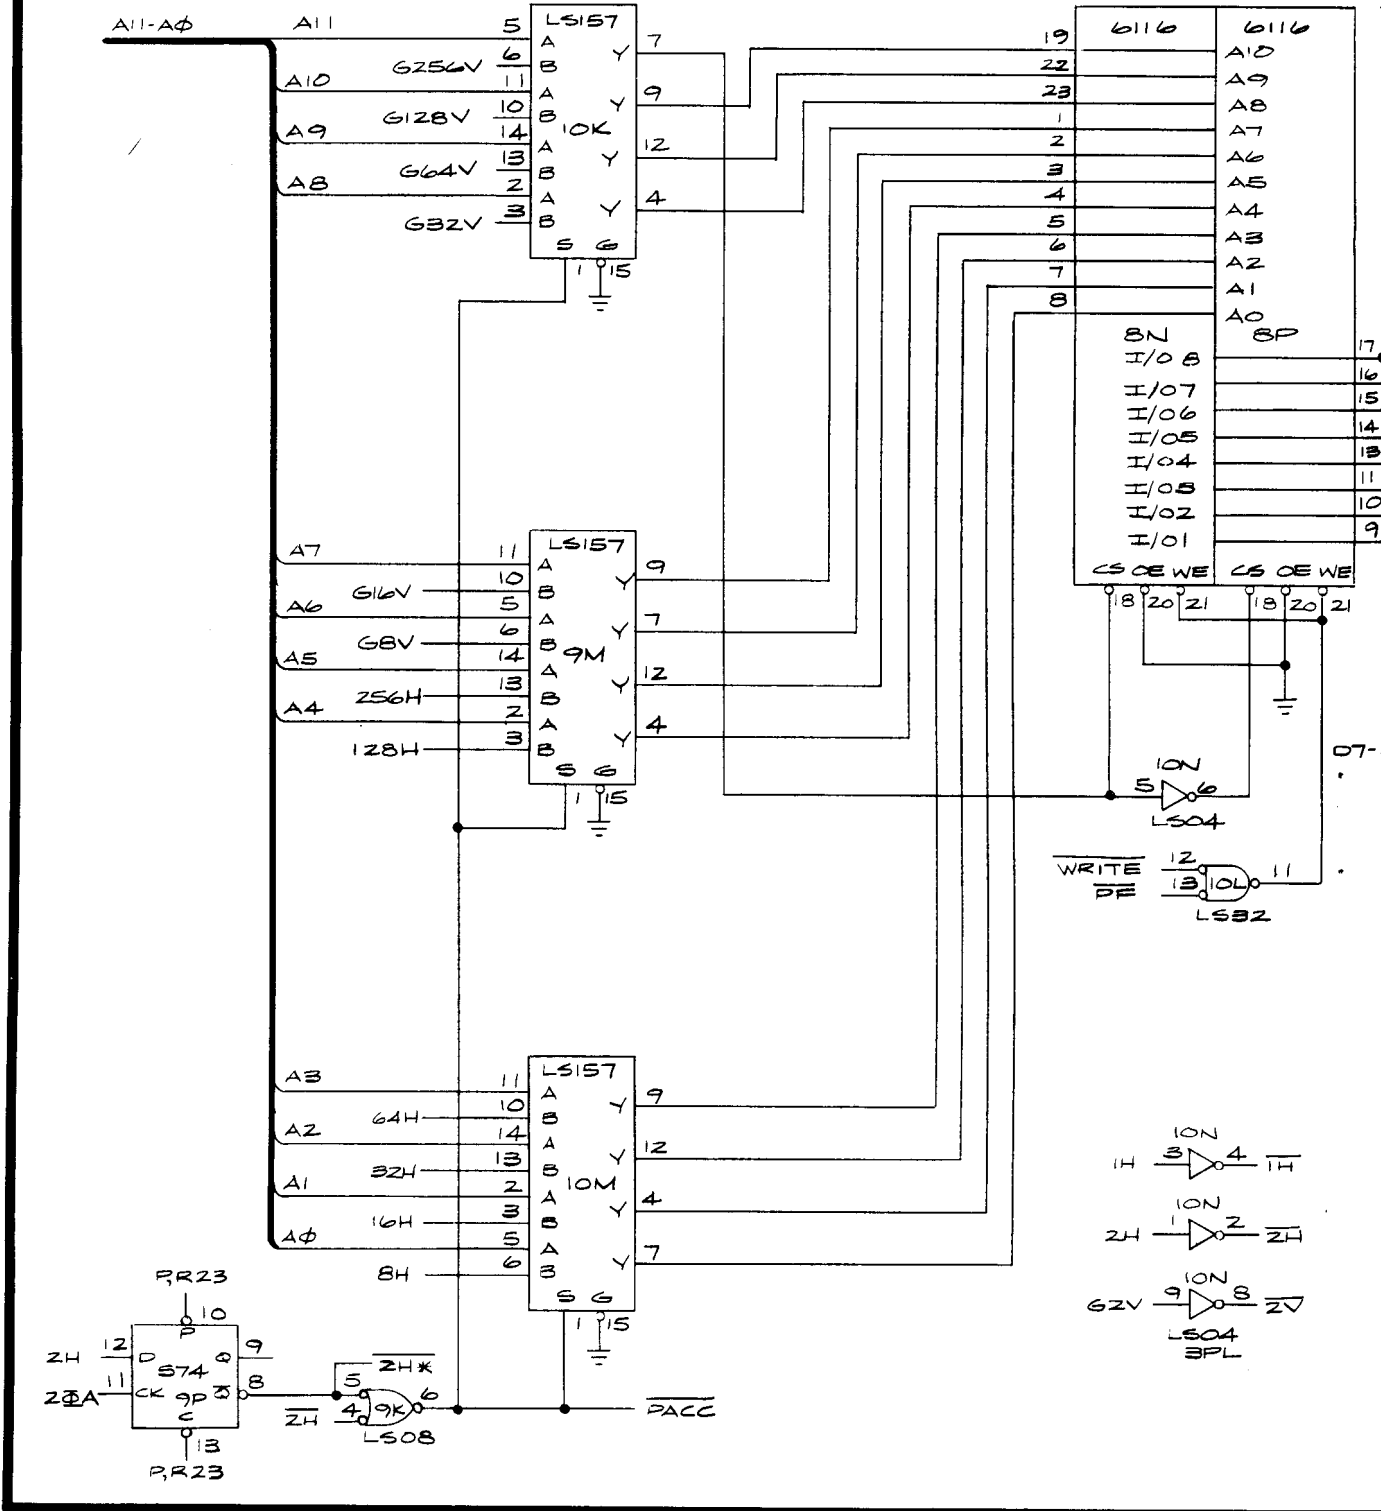 A11-AΦ
A11
5
LS157
A
Y
7
G256V
6
B
A10
11
A
Y
9
G128V
10
B
10K
A9
14
A
Y
12
G64V
13
B
A8
2
A
Y
4
G32V
3
B
S
G
1
15
6116
6116
19
A10
22
A9
23
A8
1
A7
2
A6
3
A5
4
A4
5
A3
6
A2
7
A1
8
A0
8N
8P
I/O 8
17
I/O7
16
I/O6
15
I/O5
14
I/O4
13
I/O3
11
I/O2
10
I/O1
9
CS OE WE
CS OE WE
18
20
21
18
20
21
LS157
A7
11
A
Y
9
G16V
10
B
A6
5
A
Y
7
G8V
6
B
9M
A5
14
A
Y
12
256H
13
B
A4
2
A
Y
4
128H
3
B
S
G
1
15
10N
5
6
LS04
D7-
WRITE
12
PF
13
10L
11
LS32
LS157
A3
11
A
Y
9
64H
10
B
A2
14
A
Y
12
32H
13
B
10M
A1
2
A
Y
4
16H
3
B
AΦ
5
A
Y
7
8H
6
B
S
G
1
15
10N
1H
3
4
1H
10N
2H
1
2
2H
10N
G2V
9
8
2V
LS04
3PL
P,R23
10
P
2H
12
D
Q
9
S74
2ΦA
11
CK
9P
Q
8
C
13
P,R23
2H*
5
2H
4
9K
6
LS08
PACC